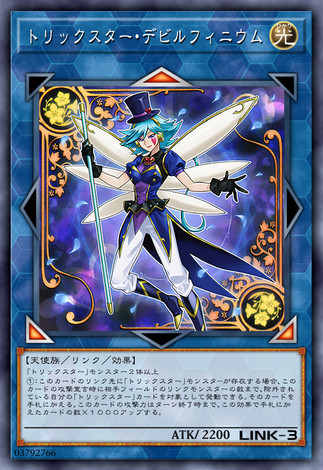 トリックスター・デビルフィニウム
光
【天使族／リンク／効果】
「トリックスター」モンスター２体以上
①：このカードのリンク先に「トリックスター」モンスターが存在する場合、この
カードの攻撃宣言時に相手フィールドのリンクモンスターの数まで、除外されてい
る自分の「トリックスター」カードを対象として発動できる。そのカードを
手札に加える。このカードの攻撃力はターン終了時まで、この効果で手札に加
えたカードの数×１０００アップする。
ATK/ 2200 LINK-3
03792766